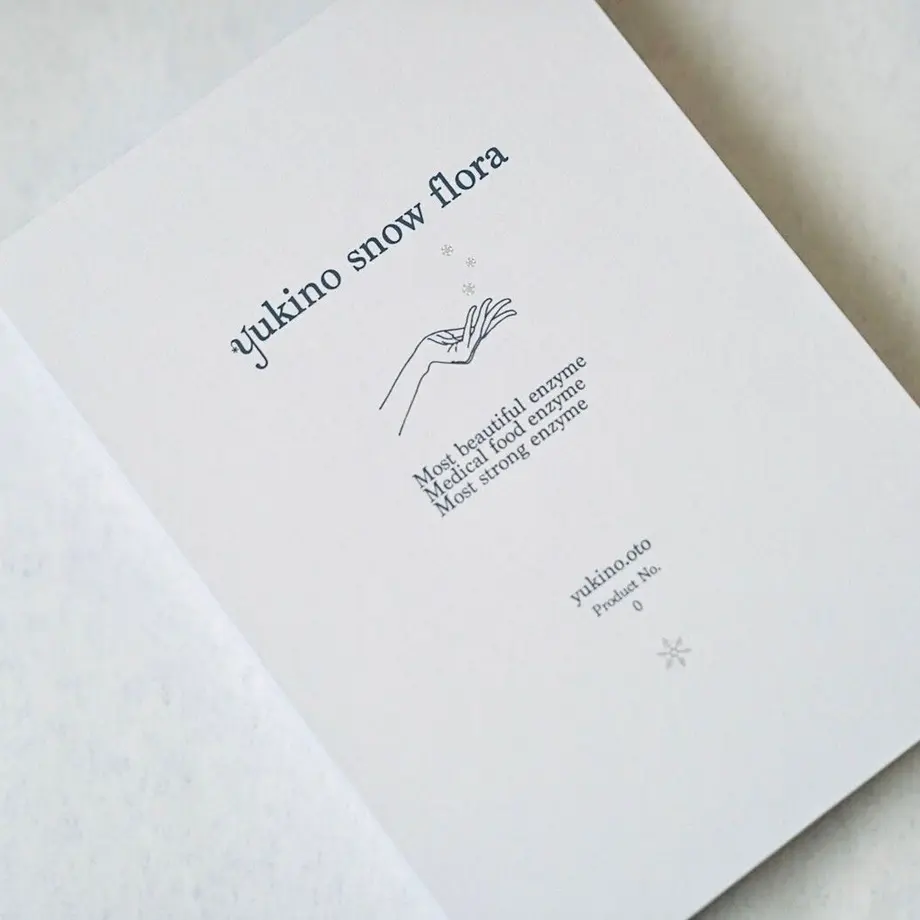 yukino snow flora
Most beautiful enzyme
Medical food enzyme
Most strong enzyme
yukino.oto
Product No.
0